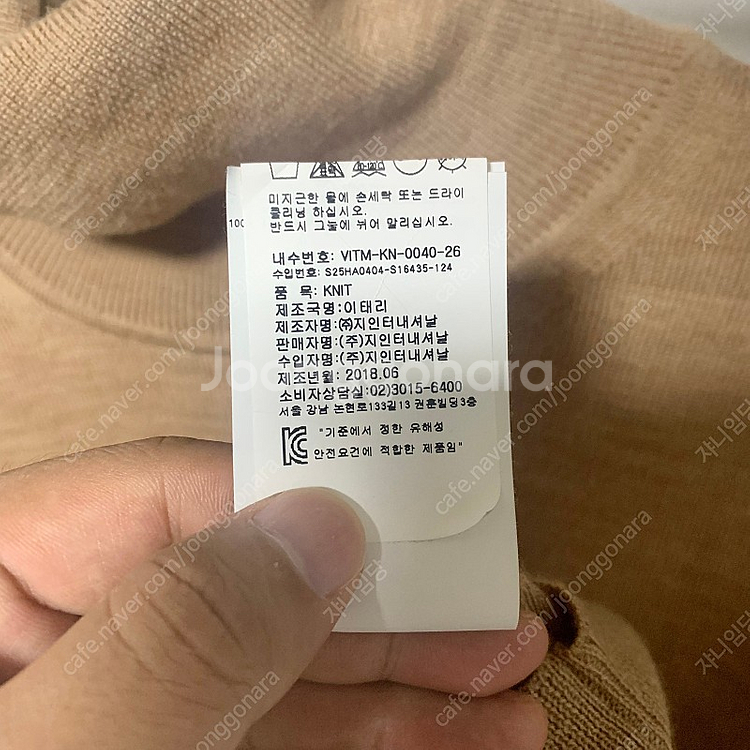 미지근한 물에 손세탁 또는 드라이
클리닝 하십시오.
반드시 그늘에 뉘어 말리십시오.
100
내수번호: VITM-KN-0040-26
수입번호: S25HA0404-S16435-124
품 목: KNIT
제조국명:이태리
제조자명:㈜지인터내셔날
판매자명:(주)지인터내셔날
수입자명:(주)지인터내셔날
제조년월: 2018.06
소비자상담실:02)3015-6400
서울 강남 논현로133길13 권훈빌딩3층
"기준에서 정한 유해성
안전요건에 적합한 제품임"
Joonggonara
cafe.naver.com/joonggonara
쟈니암당